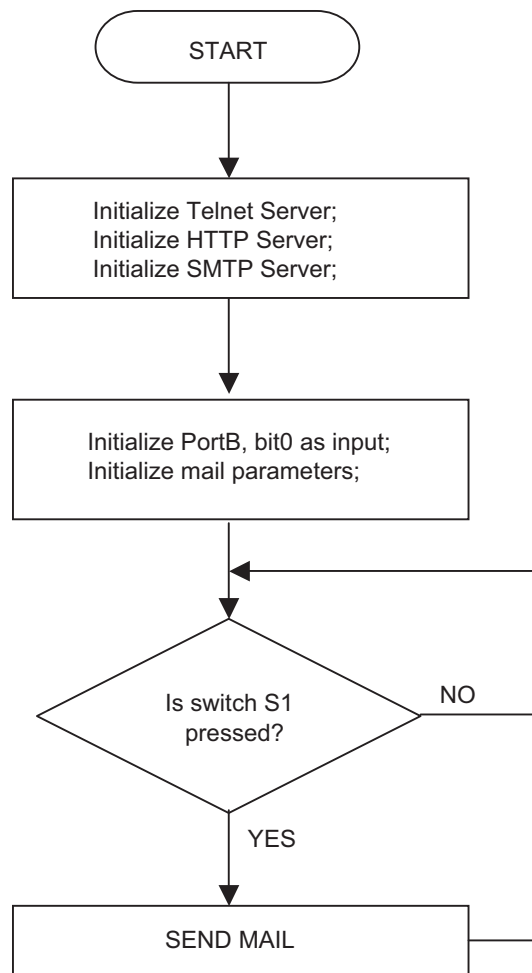 START
Initialize Telnet Server;
Initialize HTTP Server;
Initialize SMTP Server;
Initialize PortB, bit0 as input;
Initialize mail parameters;
Is switch S1
pressed?
NO
YES
SEND MAIL